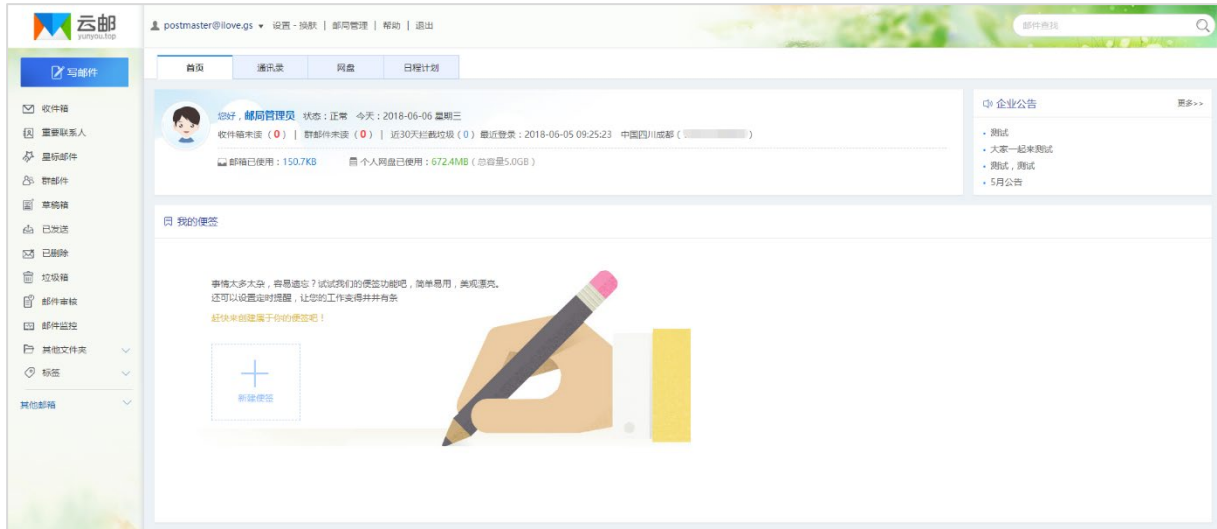 云邮
yunyou.top
postmaster@ilove.gs ▼ 设置 - 换肤 | 邮局管理 | 帮助 | 退出
邮件查找
写邮件
首页 通讯录 网盘 日程计划
收件箱
重要联系人
星标邮件
群邮件
草稿箱
已发送
已删除
垃圾箱
邮件审核
邮件监控
其他文件夹
标签
其他邮箱
您好，邮局管理员 状态：正常 今天：2018-06-06 星期三
收件箱未读（0） | 群邮件未读（0） | 近30天拦截垃圾（0）最近登录：2018-06-05 09:25:23 中国四川成都（ ）
邮箱已使用：150.7KB 个人网盘已使用：672.4MB（总容量5.0GB）
企业公告 更多>>
· 测试
· 大家一起来测试
· 测试，测试
· 5月公告
我的便签
事情太多太杂，容易遗忘？试试我们的便签功能吧，简单易用，美观漂亮。
还可以设置定时提醒，让您的工作变得井井有条
赶快来创建属于你的便签吧！
新建便签